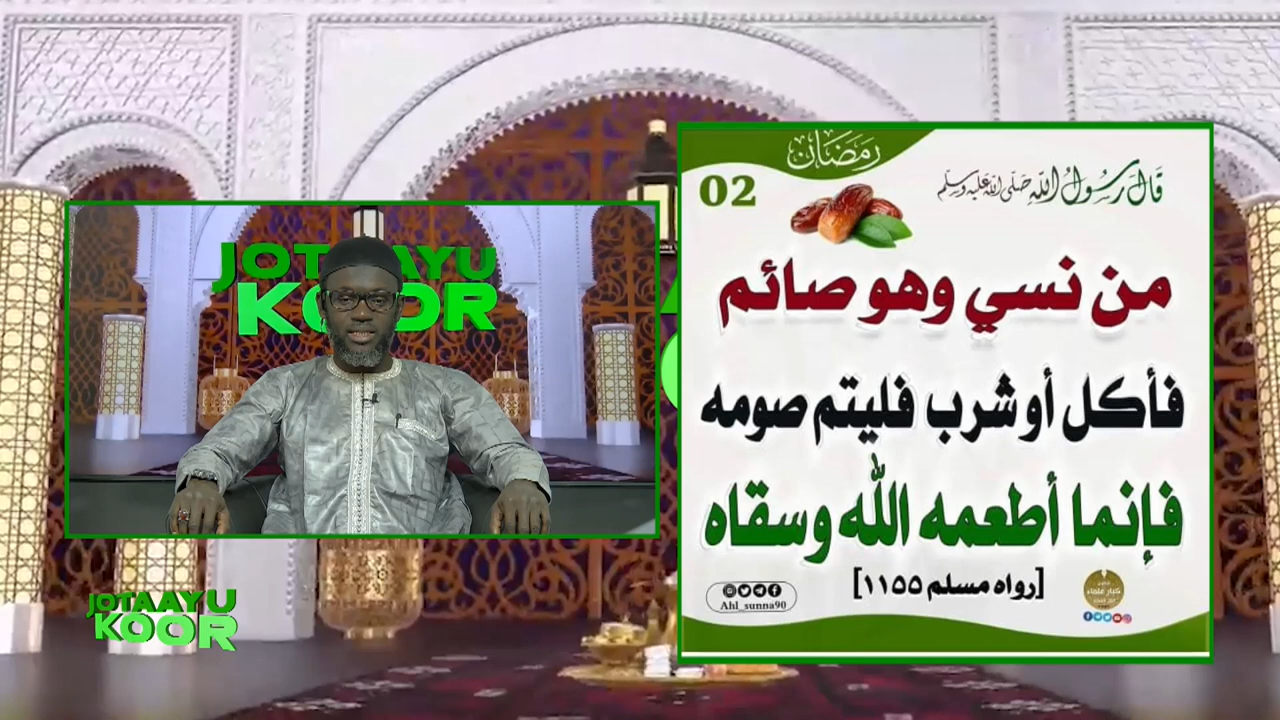 JOTAAYU
KOOR
رمضان
02
قال رسول الله صلى الله عليه وسلم
من نسي وهو صائم
فأكل أو شرب فليتم صومه
فإنما أطعمه الله وسقاه
[رواه مسلم ١١٥٥]
Ahl_sunna90
JOTAAYU
KOOR